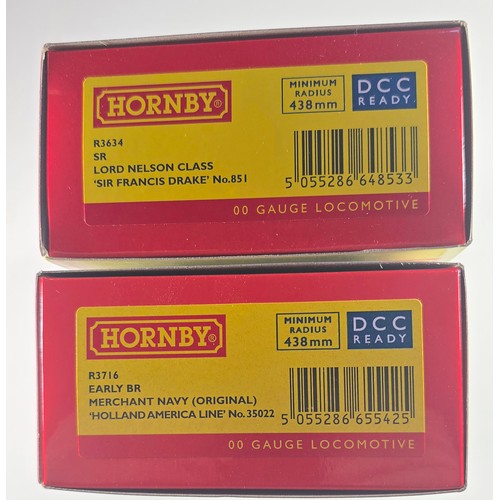 HORNBY®
MINIMUM
RADIUS
438mm
DCC
READY
R3634
SR
LORD NELSON CLASS
'SIR FRANCIS DRAKE' No.851
5 055286 648533
00 GAUGE LOCOMOTIVE
HORNBY®
MINIMUM
RADIUS
438mm
DCC
READY
R3716
EARLY BR
MERCHANT NAVY (ORIGINAL)
'HOLLAND AMERICA LINE' No.35022
5 055286 655425
00 GAUGE LOCOMOTIVE